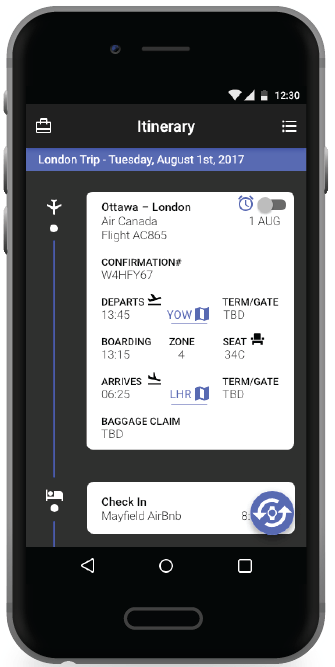 12:30
Itinerary
London Trip - Tuesday, August 1st, 2017
Ottawa – London
Air Canada 1 AUG
Flight AC865
CONFIRMATION#
W4HFY67
DEPARTS TERM/GATE
13:45 YOW TBD
BOARDING ZONE SEAT
13:15 4 34C
ARRIVES TERM/GATE
06:25 LHR TBD
BAGGAGE CLAIM
TBD
Check In
Mayfield AirBnb